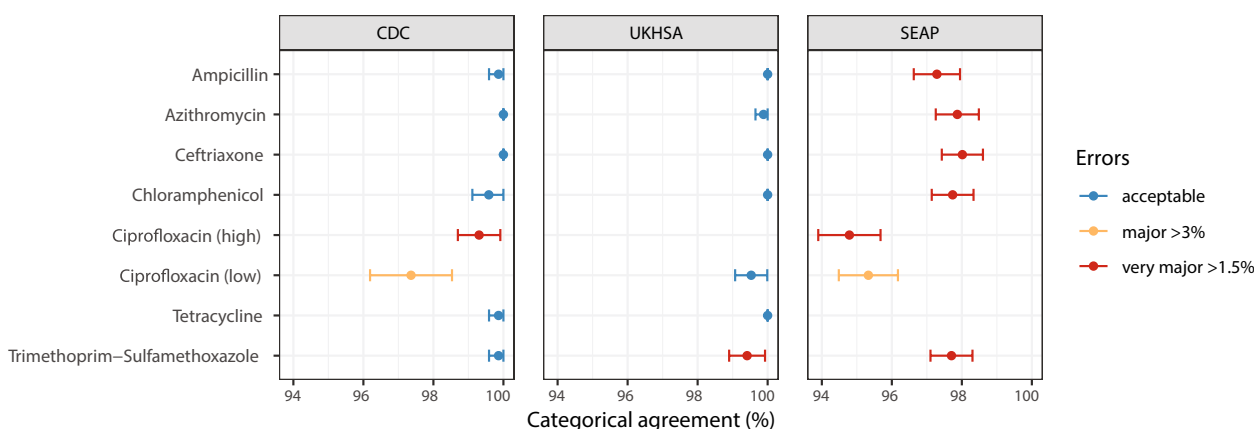 CDC
UKHSA
SEAP
Ampicillin
Azithromycin
Ceftriaxone
Chloramphenicol
Ciprofloxacin (high)
Ciprofloxacin (low)
Tetracycline
Trimethoprim−Sulfamethoxazole
94 96 98 100
94 96 98 100
94 96 98 100
Categorical agreement (%)
Errors
acceptable
major >3%
very major >1.5%